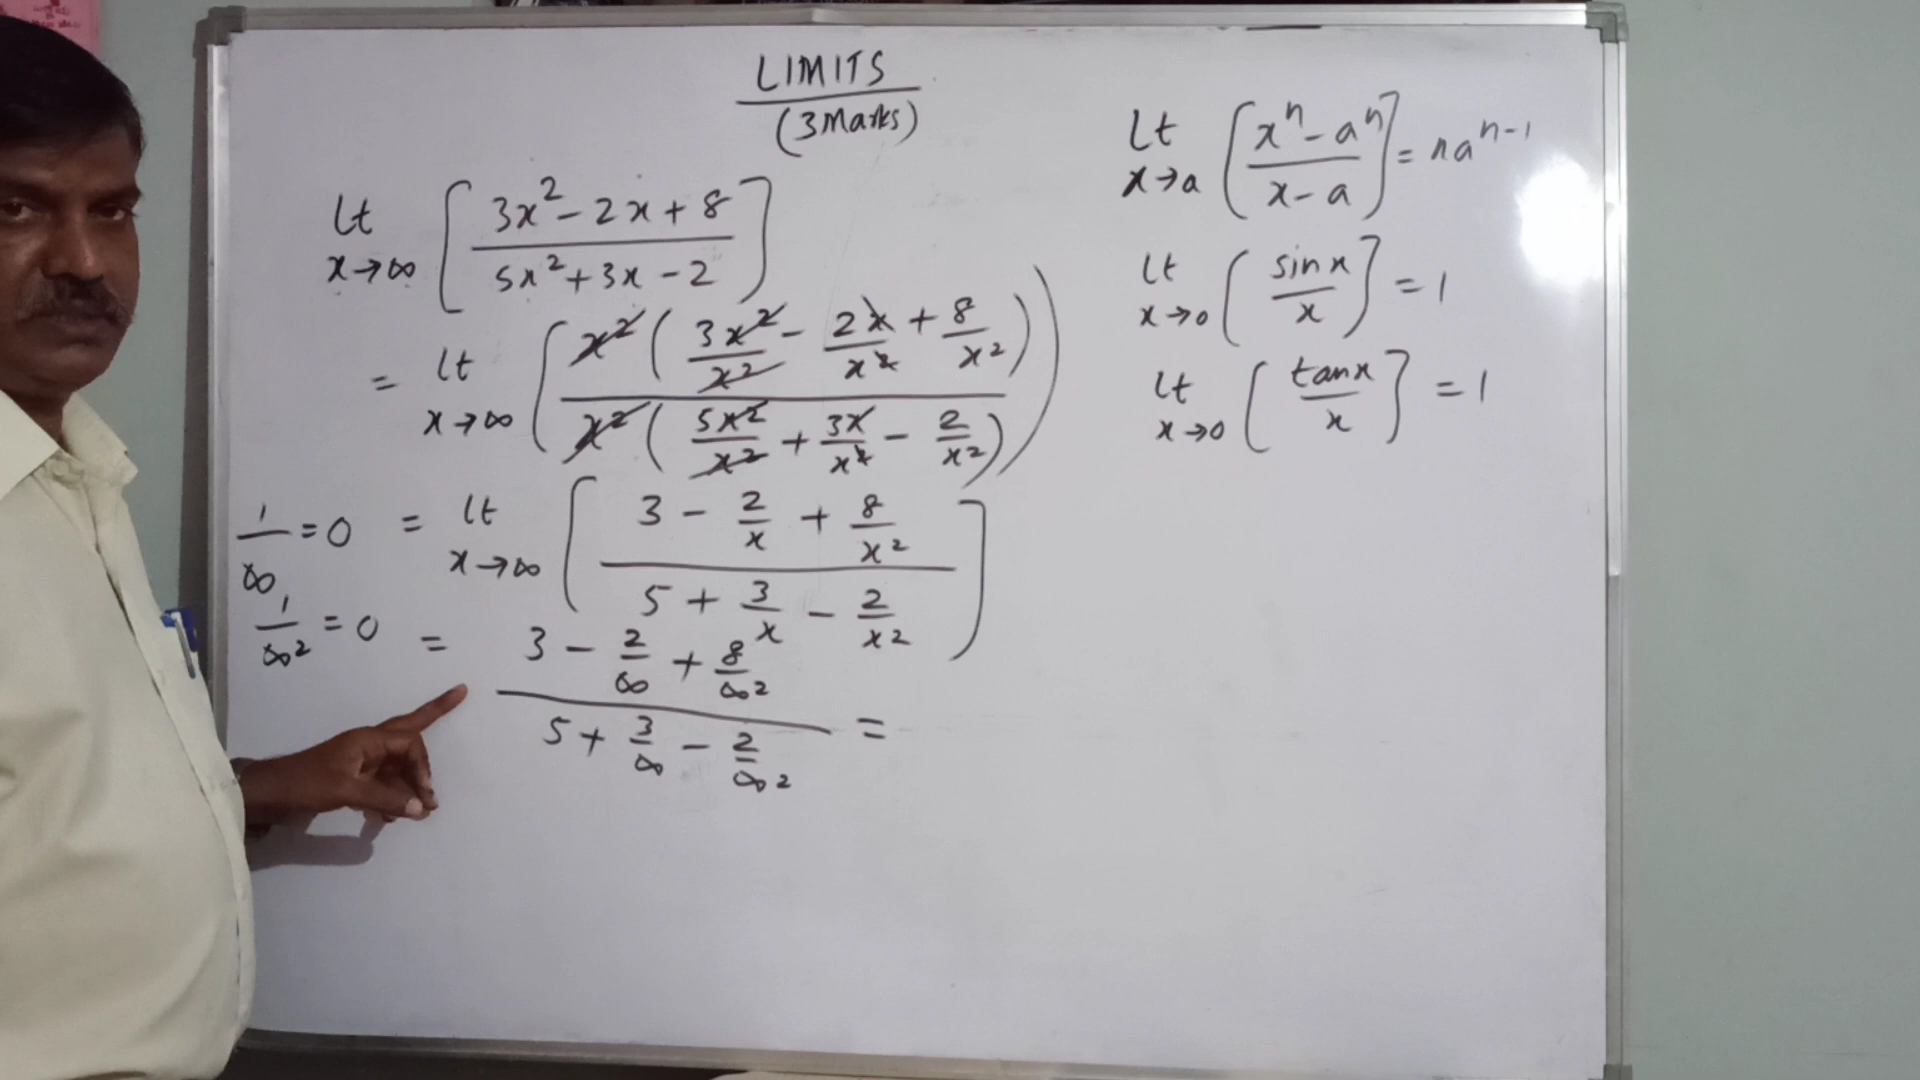 LIMITS
(3 Marks)
lt x→∞ [ (3x² - 2x + 8) / (5x² + 3x - 2) ]
= lt x→∞ ( x² ( 3x²/x² - 2x/x² + 8/x² ) / x² ( 5x²/x² + 3x/x² - 2/x² ) )
1/∞ = 0
= lt x→∞ [ (3 - 2/x + 8/x²) / (5 + 3/x - 2/x²) ]
1/∞² = 0
= (3 - 2/∞ + 8/∞²) / (5 + 3/∞ - 2/∞²) =
Lt x→a [ (xⁿ - aⁿ) / (x - a) ] = naⁿ⁻¹
lt x→0 ( sinx / x ] = 1
lt x→0 [ tanx / x ] = 1